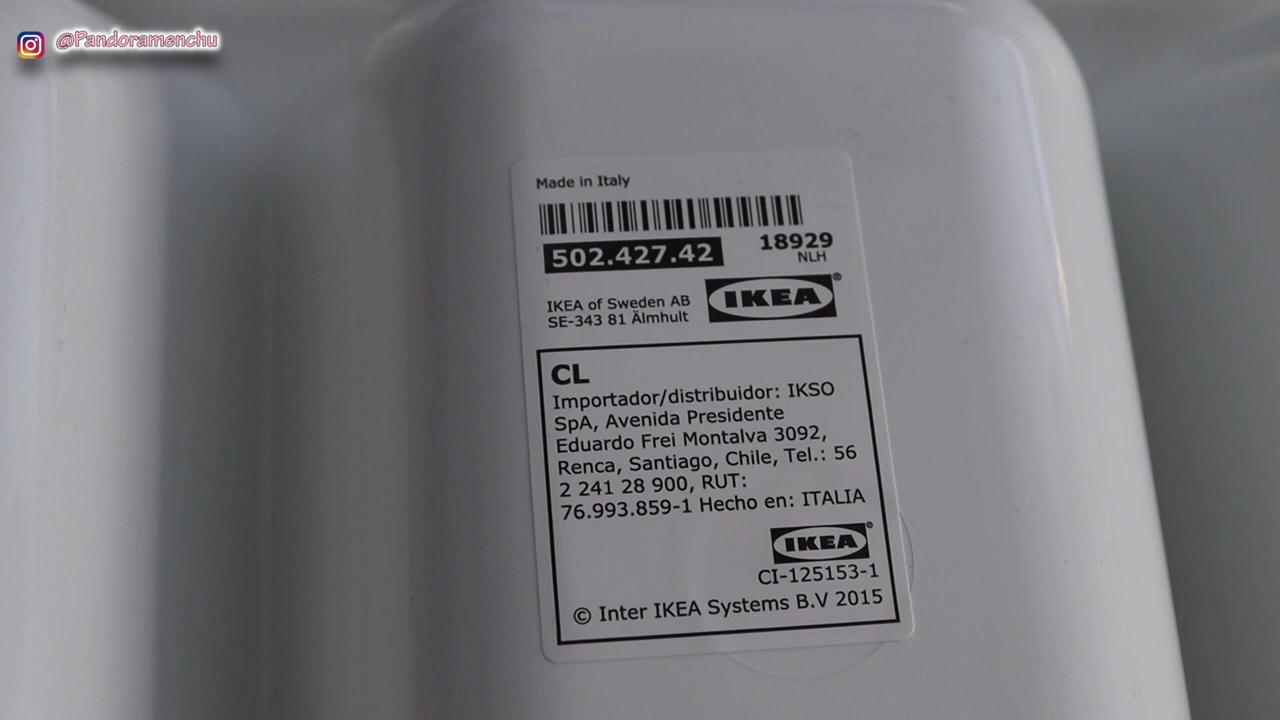 @Pandoramenchu
Made in Italy
502.427.42
18929
NLH
IKEA of Sweden AB
SE-343 81 Älmhult
IKEA®
CL
Importador/distribuidor: IKSO
SpA, Avenida Presidente
Eduardo Frei Montalva 3092,
Renca, Santiago, Chile, Tel.: 56
2 241 28 900, RUT:
76.993.859-1 Hecho en: ITALIA
IKEA®
CI-125153-1
© Inter IKEA Systems B.V 2015